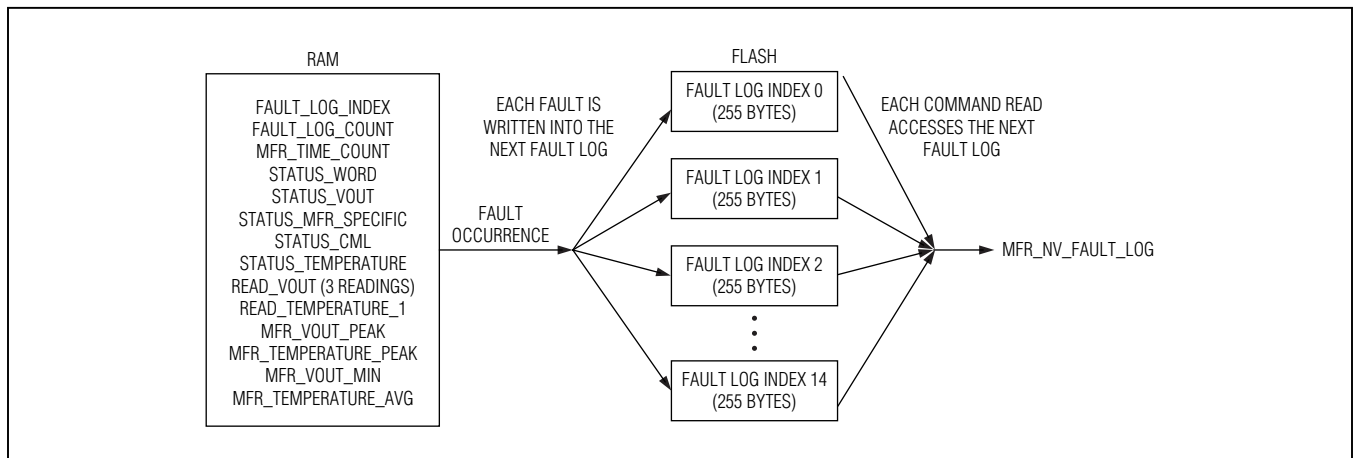 RAM
FAULT_LOG_INDEX
FAULT_LOG_COUNT
MFR_TIME_COUNT
STATUS_WORD
STATUS_VOUT
STATUS_MFR_SPECIFIC
STATUS_CML
STATUS_TEMPERATURE
READ_VOUT (3 READINGS)
READ_TEMPERATURE_1
MFR_VOUT_PEAK
MFR_TEMPERATURE_PEAK
MFR_VOUT_MIN
MFR_TEMPERATURE_AVG
FAULT
OCCURRENCE
EACH FAULT IS
WRITTEN INTO THE
NEXT FAULT LOG
FLASH
FAULT LOG INDEX 0
(255 BYTES)
FAULT LOG INDEX 1
(255 BYTES)
FAULT LOG INDEX 2
(255 BYTES)
FAULT LOG INDEX 14
(255 BYTES)
EACH COMMAND READ
ACCESSES THE NEXT
FAULT LOG
MFR_NV_FAULT_LOG